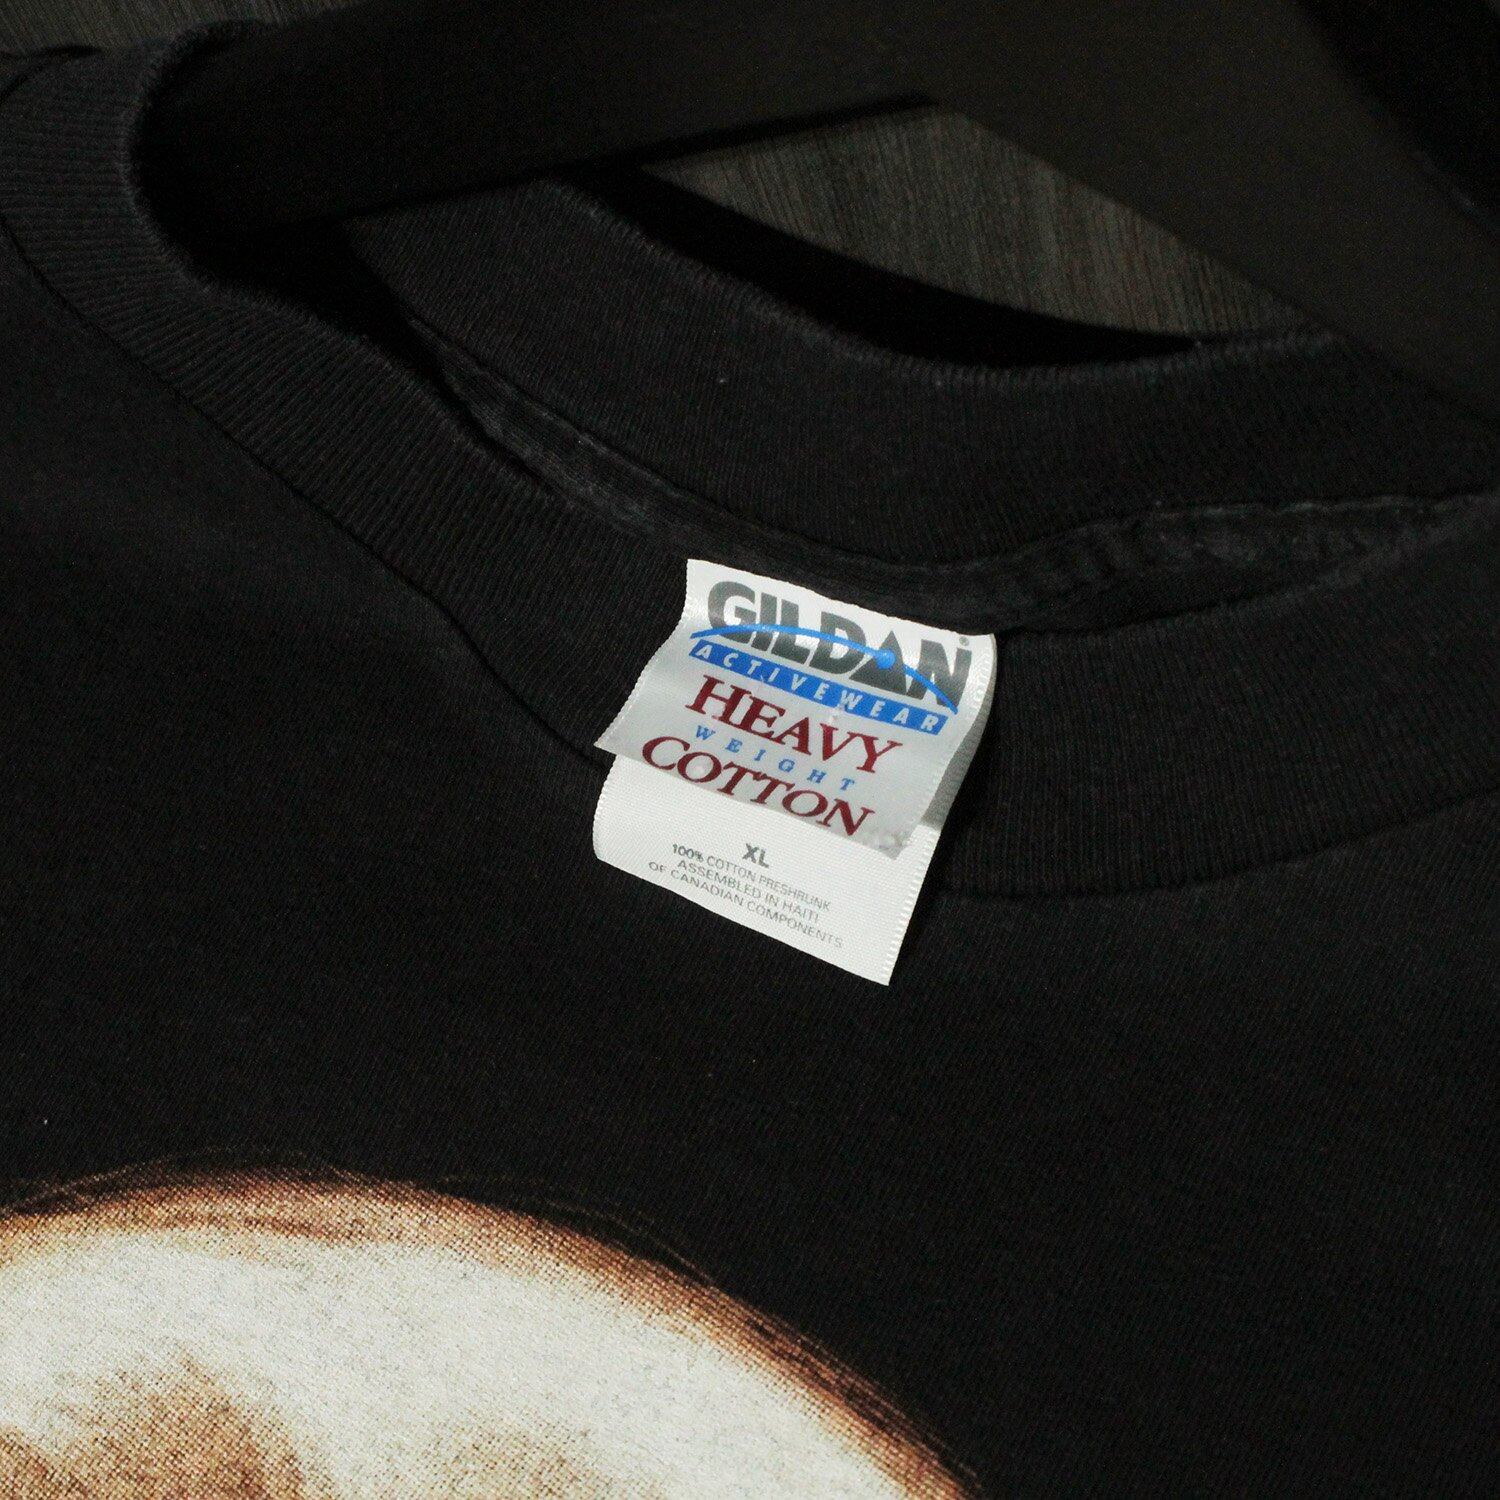 GILDAN®
ACTIVEWEAR
HEAVY
WEIGHT
COTTON
XL
100% COTTON PRESHRUNK
ASSEMBLED IN HAITI
OF CANADIAN COMPONENTS